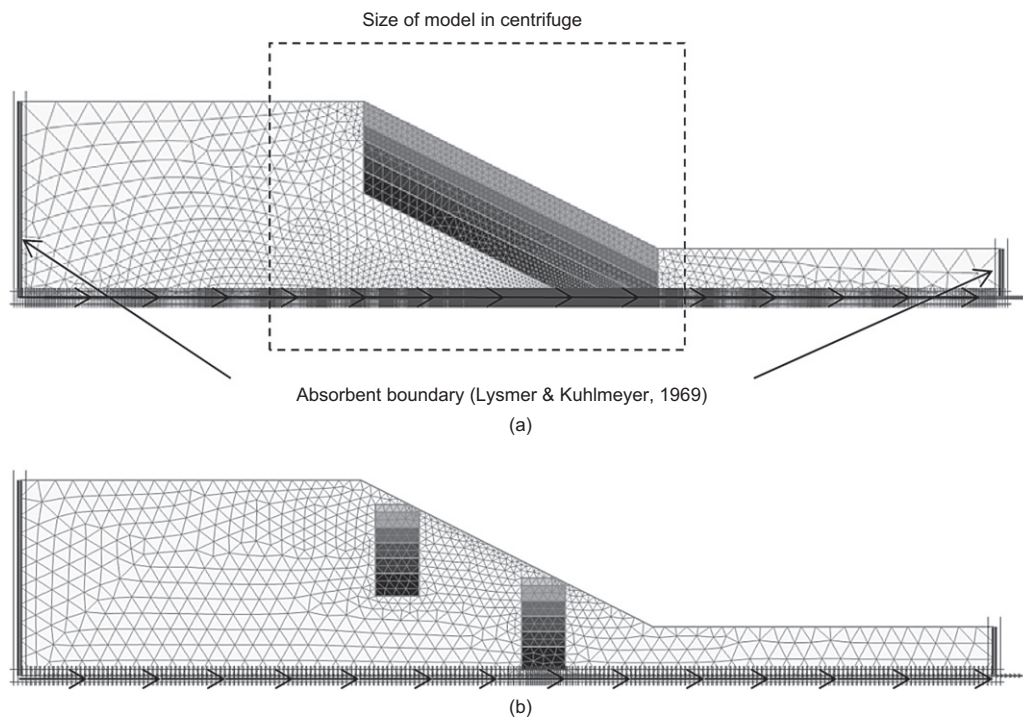 Size of model in centrifuge
Absorbent boundary (Lysmer & Kuhlmeyer, 1969)
(a)
(b)